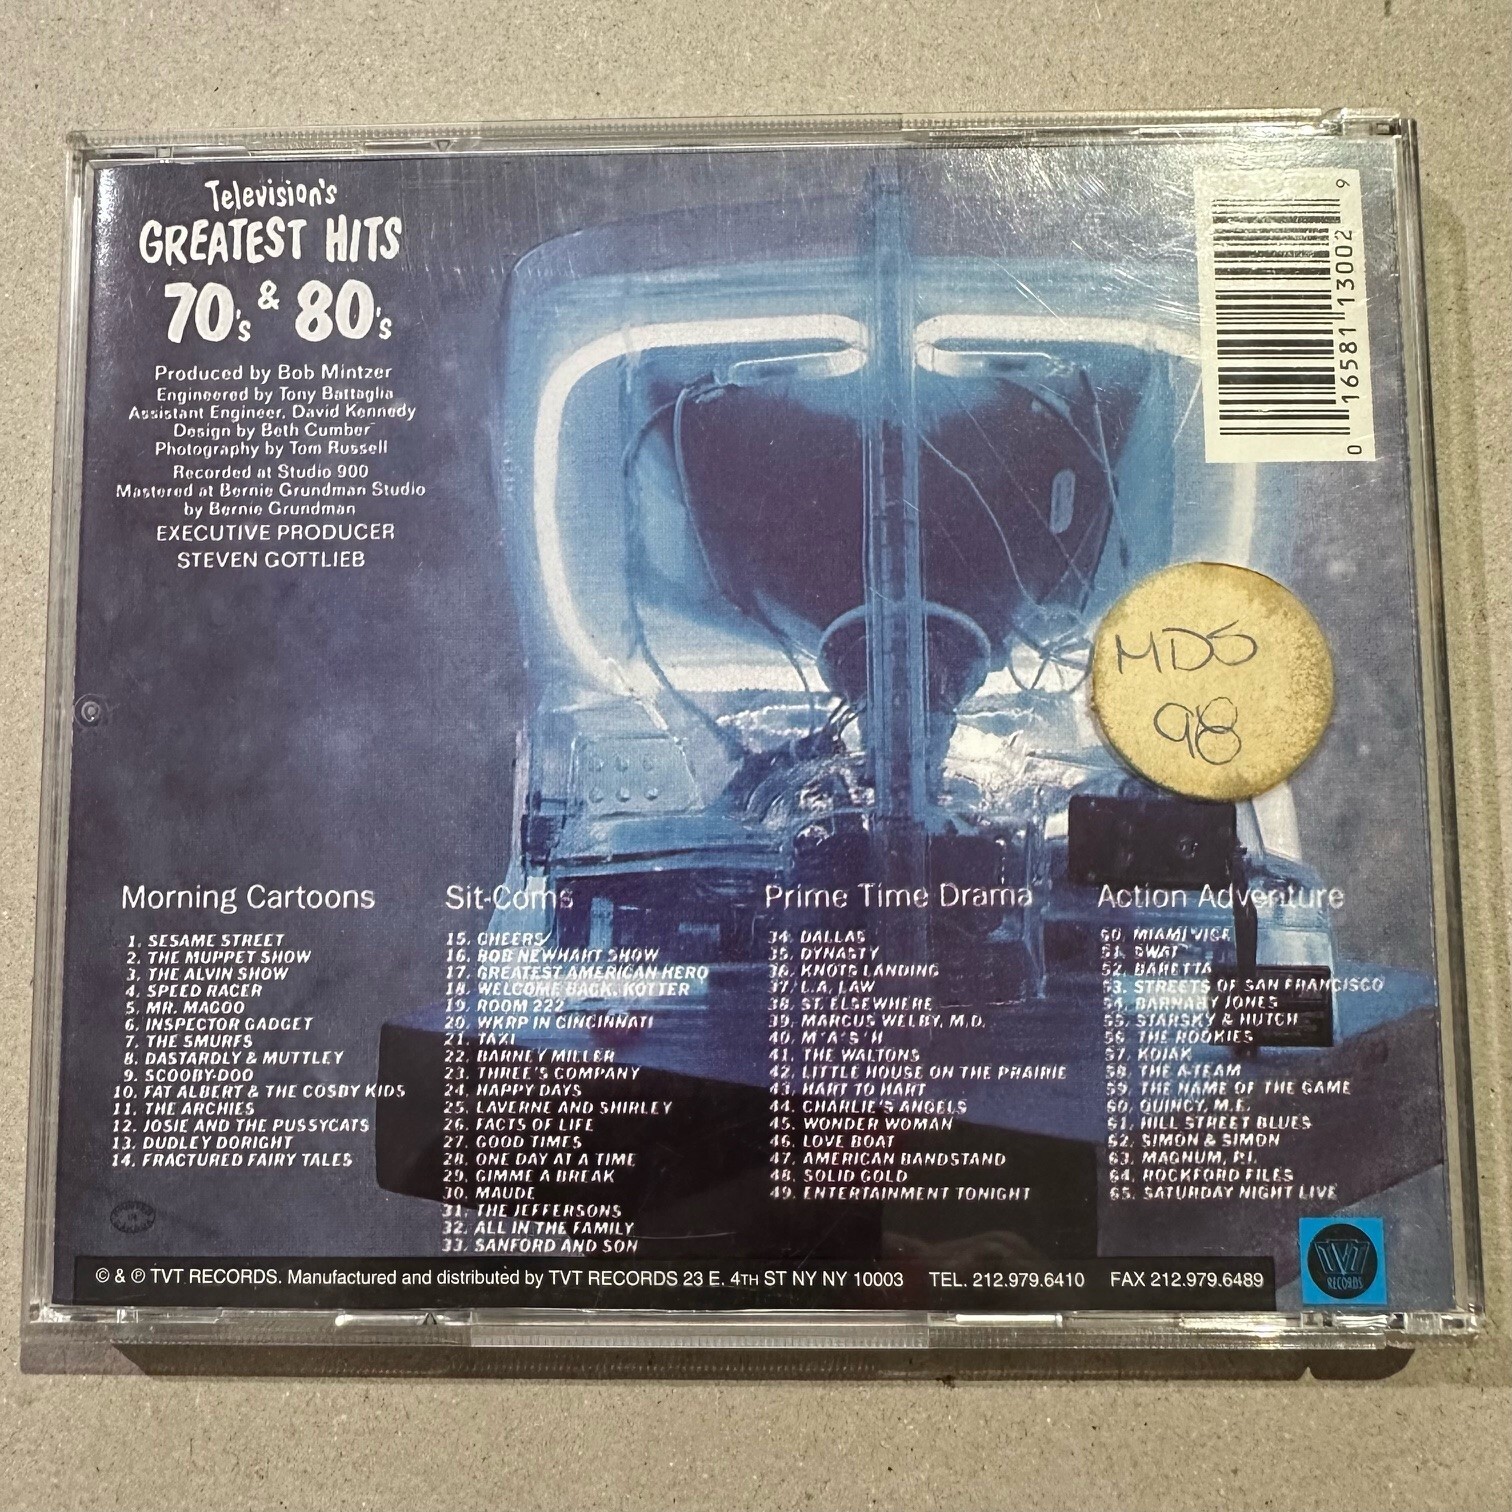 Television's
GREATEST HITS
70's & 80's
Produced by Bob Mintzer
Engineered by Tony Battaglia
Assistant Engineer, David Kennedy
Design by Beth Cumber
Photography by Tom Russell
Recorded at Studio 900
Mastered at Bernie Grundman Studio
by Bernie Grundman
EXECUTIVE PRODUCER
STEVEN GOTTLIEB
0 16581 13002 9
MDS
98
Morning Cartoons
1. SESAME STREET
2. THE MUPPET SHOW
3. THE ALVIN SHOW
4. SPEED RACER
5. MR. MAGOO
6. INSPECTOR GADGET
7. THE SMURFS
8. DASTARDLY & MUTTLEY
9. SCOOBY-DOO
10. FAT ALBERT & THE COSBY KIDS
11. THE ARCHIES
12. JOSIE AND THE PUSSYCATS
13. DUDLEY DORIGHT
14. FRACTURED FAIRY TALES
Sit-Coms
15. CHEERS
16. BOB NEWHART SHOW
17. GREATEST AMERICAN HERO
18. WELCOME BACK, KOTTER
19. ROOM 222
20. WKRP IN CINCINNATI
21. TAXI
22. BARNEY MILLER
23. THREE'S COMPANY
24. HAPPY DAYS
25. LAVERNE AND SHIRLEY
26. FACTS OF LIFE
27. GOOD TIMES
28. ONE DAY AT A TIME
29. GIMME A BREAK
30. MAUDE
31. THE JEFFERSONS
32. ALL IN THE FAMILY
33. SANFORD AND SON
Prime Time Drama
34. DALLAS
35. DYNASTY
36. KNOTS LANDING
37. L.A. LAW
38. ST. ELSEWHERE
39. MARCUS WELBY, M.D.
40. M*A*S*H
41. THE WALTONS
42. LITTLE HOUSE ON THE PRAIRIE
43. HART TO HART
44. CHARLIE'S ANGELS
45. WONDER WOMAN
46. LOVE BOAT
47. AMERICAN BANDSTAND
48. SOLID GOLD
49. ENTERTAINMENT TONIGHT
Action Adventure
50. MIAMI VICE
51. SWAT
52. BARETTA
53. STREETS OF SAN FRANCISCO
54. BARNABY JONES
55. STARSKY & HUTCH
56. THE ROOKIES
57. KOJAK
58. THE A-TEAM
59. THE NAME OF THE GAME
60. QUINCY, M.E.
61. HILL STREET BLUES
62. SIMON & SIMON
63. MAGNUM, P.I.
64. ROCKFORD FILES
65. SATURDAY NIGHT LIVE
© & ℗ TVT RECORDS. Manufactured and distributed by TVT RECORDS 23 E. 4TH ST NY NY 10003 TEL. 212.979.6410 FAX 212.979.6489
TVT
RECORDS